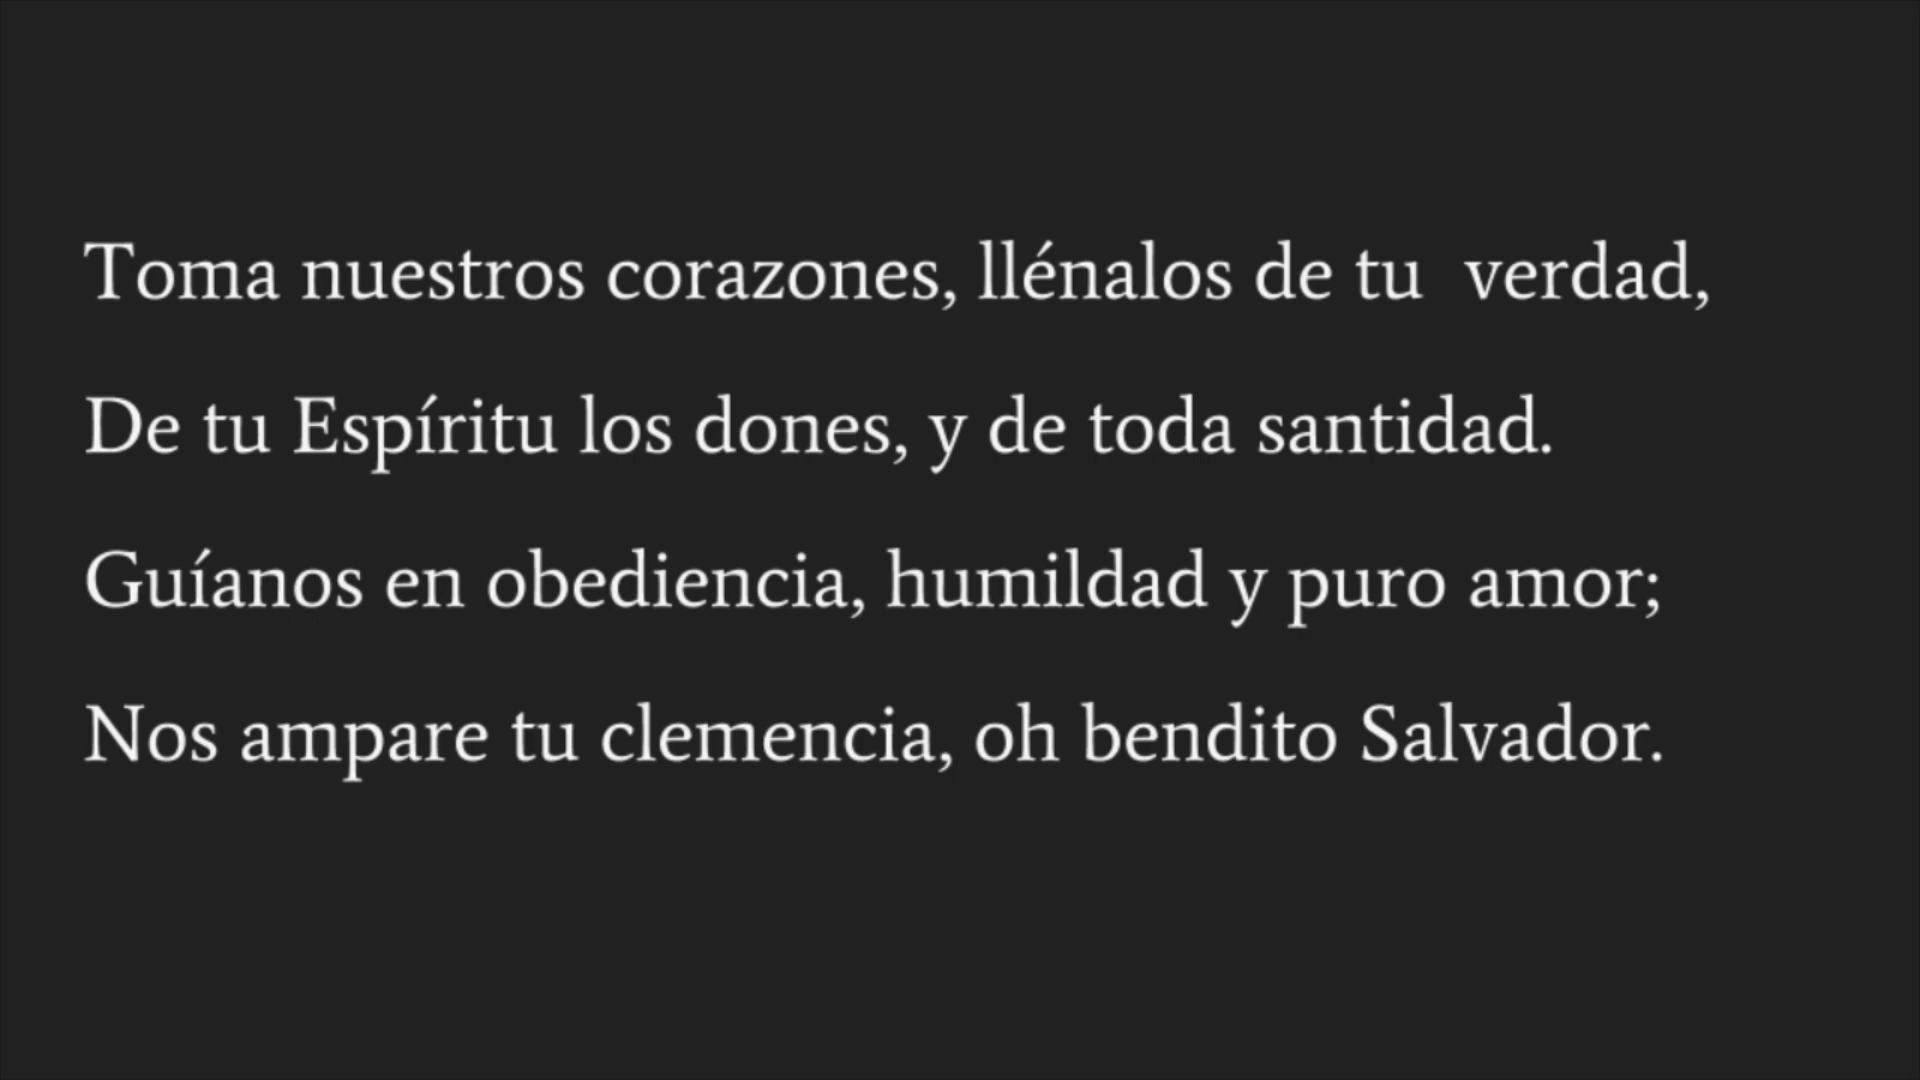 Toma nuestros corazones, llénalos de tu  verdad,
De tu Espíritu los dones, y de toda santidad.
Guíanos en obediencia, humildad y puro amor;
Nos ampare tu clemencia, oh bendito Salvador.